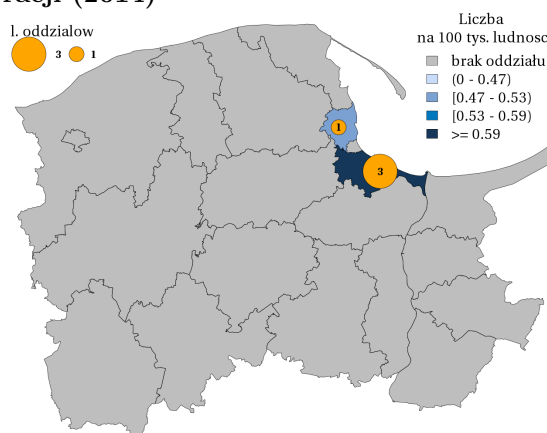 (2014)
l. oddzialow
3 1
Liczba
na 100 tys. ludnosc
brak oddziału
(0 - 0.47)
[0.47 - 0.53)
[0.53 - 0.59)
>= 0.59
1
3